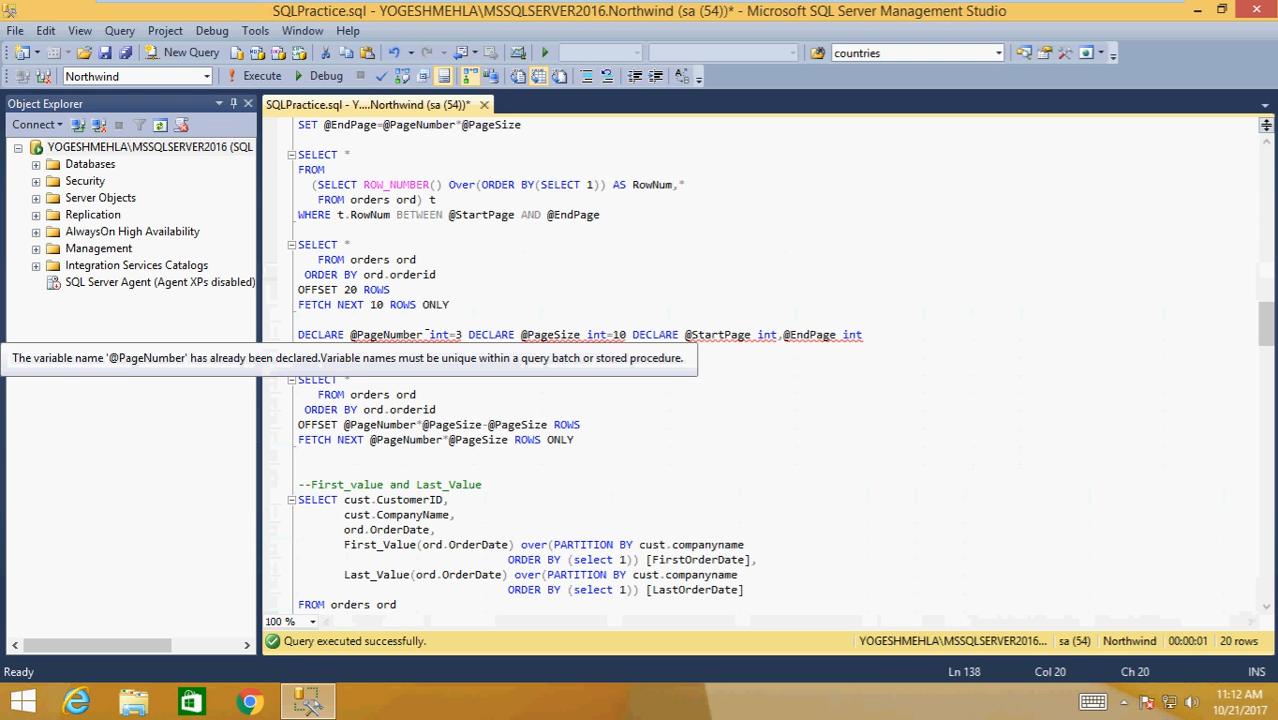 SQLPractice.sql - YOGESHMEHLA\MSSQLSERVER2016.Northwind (sa (54))* - Microsoft SQL Server Management Studio
File Edit View Query Project Debug Tools Window Help
New Query countries
Northwind Execute Debug
Object Explorer
SQLPractice.sql - Y....Northwind (sa (54))*
Connect
YOGESHMEHLA\MSSQLSERVER2016 (SQL
Databases
Security
Server Objects
Replication
AlwaysOn High Availability
Management
Integration Services Catalogs
SQL Server Agent (Agent XPs disabled)
SET @EndPage=@PageNumber*@PageSize
SELECT *
FROM
(SELECT ROW_NUMBER() Over(ORDER BY(SELECT 1)) AS RowNum,*
FROM orders ord) t
WHERE t.RowNum BETWEEN @StartPage AND @EndPage
SELECT *
FROM orders ord
ORDER BY ord.orderid
OFFSET 20 ROWS
FETCH NEXT 10 ROWS ONLY
DECLARE @PageNumber int=3 DECLARE @PageSize int=10 DECLARE @StartPage int,@EndPage int
The variable name '@PageNumber' has already been declared.Variable names must be unique within a query batch or stored procedure.
SELECT *
FROM orders ord
ORDER BY ord.orderid
OFFSET @PageNumber*@PageSize-@PageSize ROWS
FETCH NEXT @PageNumber*@PageSize ROWS ONLY
--First_value and Last_Value
SELECT cust.CustomerID,
cust.CompanyName,
ord.OrderDate,
First_Value(ord.OrderDate) over(PARTITION BY cust.companyname
ORDER BY (select 1)) [FirstOrderDate],
Last_Value(ord.OrderDate) over(PARTITION BY cust.companyname
ORDER BY (select 1)) [LastOrderDate]
FROM orders ord
100 %
Query executed successfully. YOGESHMEHLA\MSSQLSERVER2016... sa (54) Northwind 00:00:01 20 rows
Ready Ln 138 Col 20 Ch 20 INS
11:12 AM
10/21/2017